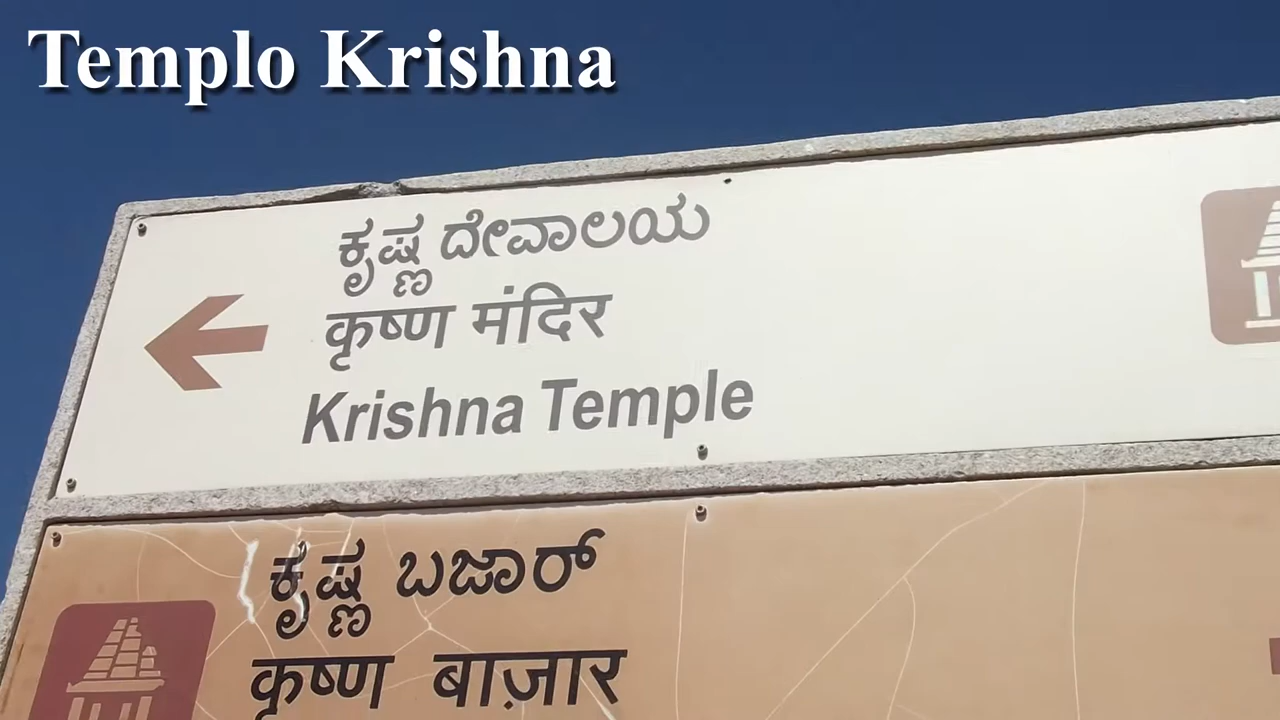 Templo Krishna
ಕೃಷ್ಣ ದೇವಾಲಯ
कृष्ण मंदिर
Krishna Temple
ಕೃಷ್ಣ ಬಜಾರ್
कृष्ण बाज़ार